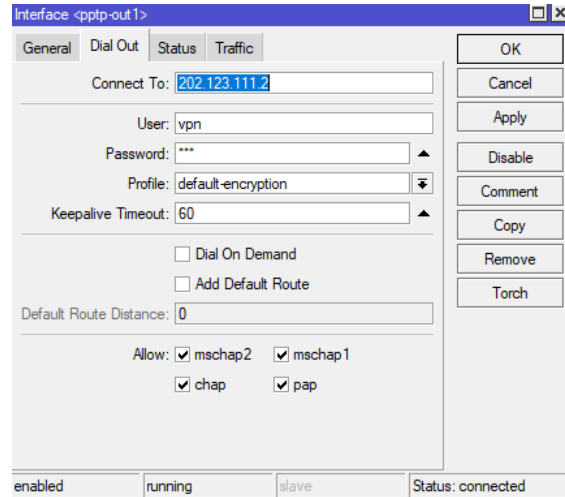 Interface <pptp-out1>
General Dial Out Status Traffic
OK
Connect To: 202.123.111.2
Cancel
User: vpn
Apply
Password: ***
Disable
Profile: default-encryption
Comment
Keepalive Timeout: 60
Copy
Dial On Demand
Remove
Add Default Route
Torch
Default Route Distance: 0
Allow: mschap2 mschap1
chap pap
enabled running slave Status: connected